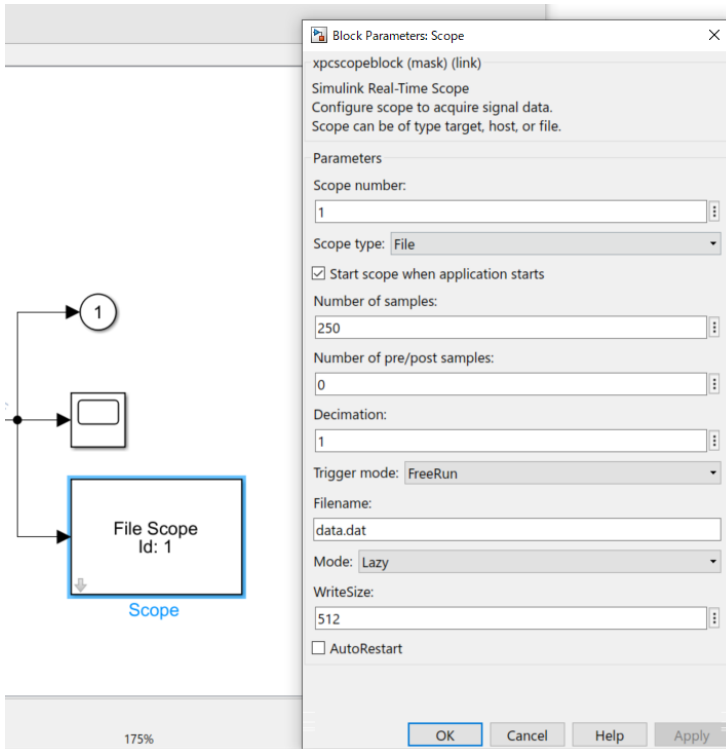 Block Parameters: Scope
xpcscopeblock (mask) (link)
Simulink Real-Time Scope
Configure scope to acquire signal data.
Scope can be of type target, host, or file.
Parameters
Scope number:
1
Scope type: File
Start scope when application starts
Number of samples:
250
Number of pre/post samples:
0
Decimation:
1
Trigger mode: FreeRun
Filename:
data.dat
Mode: Lazy
WriteSize:
512
AutoRestart
OK Cancel Help Apply
1
File Scope
Id: 1
Scope
175%